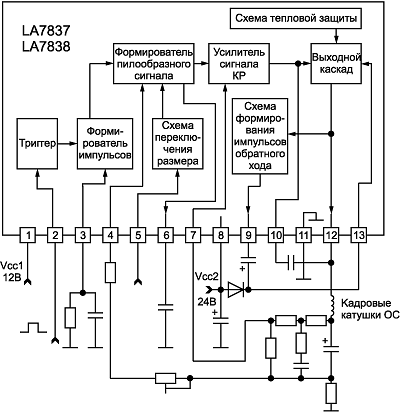 LA7837
LA7838
Схема тепловой защиты
Формирователь
пилообразного
сигнала
Усилитель
сигнала
КР
Выходной
каскад
Триггер
Форми-
рователь
импульсов
Схема
переклю-
чения
размера
Схема
формиро-
вания
импульсов
обратного
хода
1
2
3
4
5
6
7
8
9
10
11
12
13
Vcc1
12В
Vcc2
24В
+
+
+
Кадровые
катушки ОС